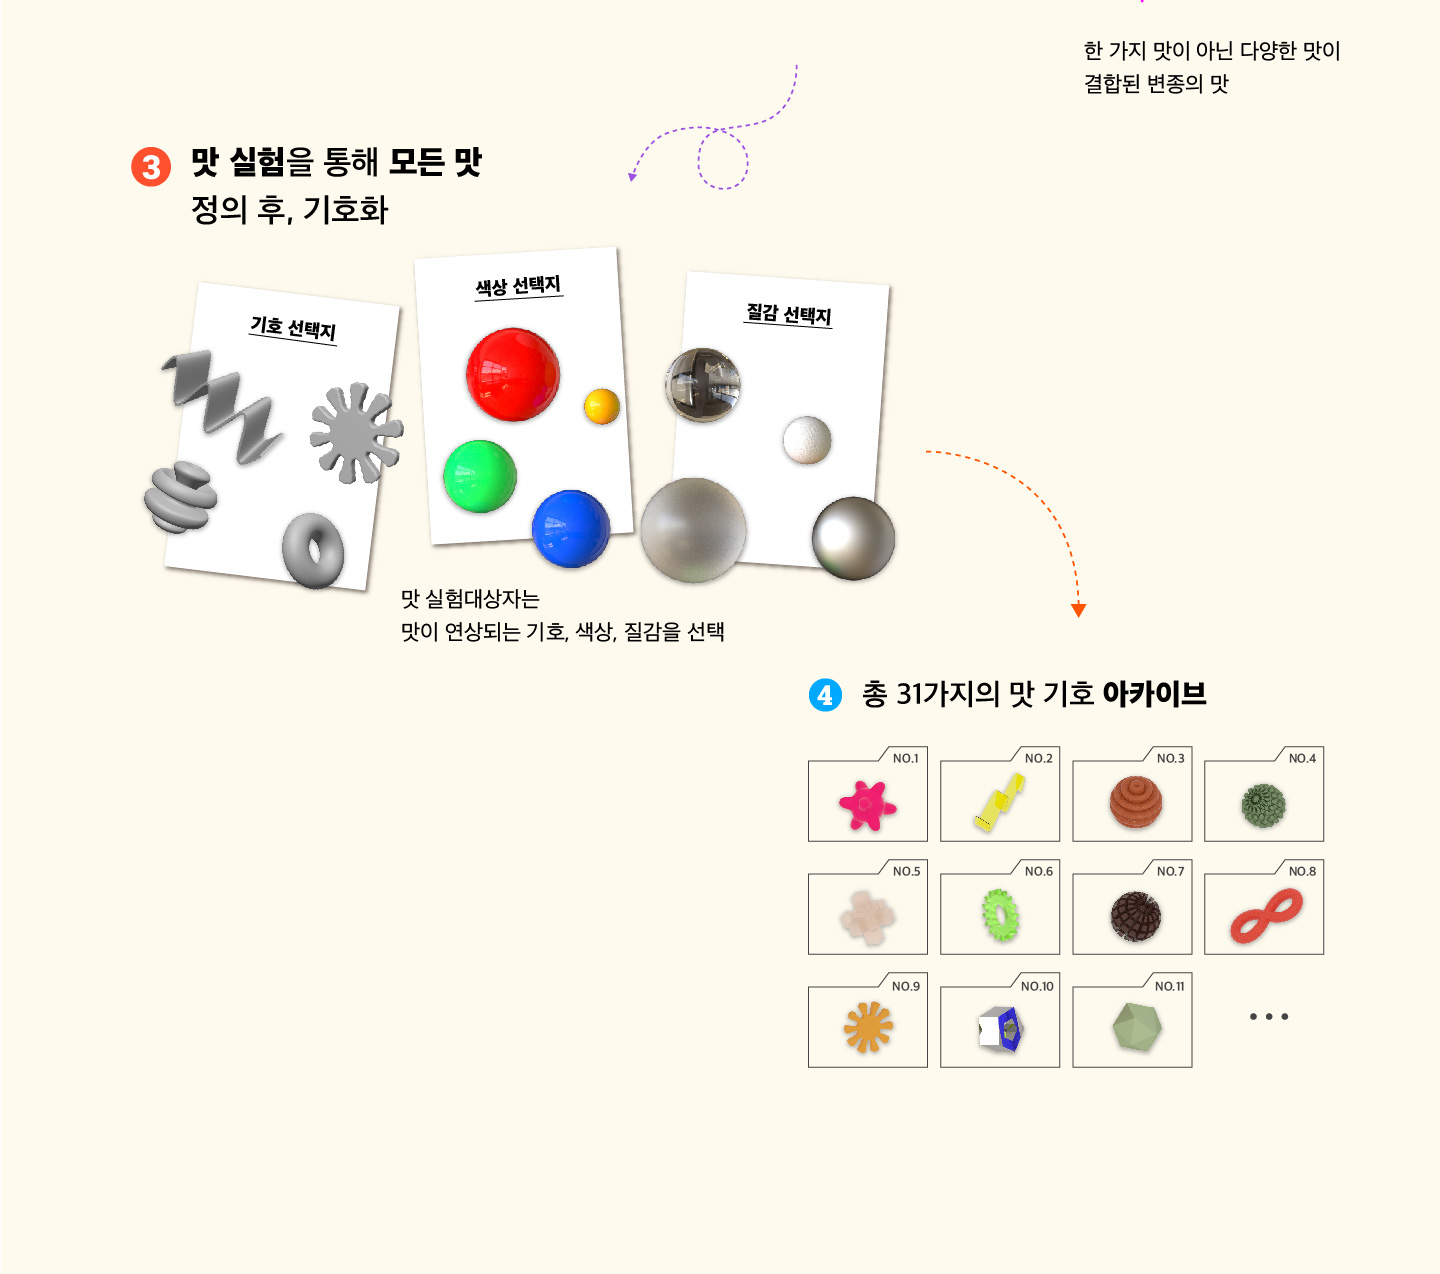 한 가지 맛이 아닌 다양한 맛이
결합된 변종의 맛
3 맛 실험을 통해 모든 맛
정의 후, 기호화
기호 선택지
색상 선택지
질감 선택지
맛 실험대상자는
맛이 연상되는 기호, 색상, 질감을 선택
4 총 31가지의 맛 기호 아카이브
NO.1
NO.2
NO.3
NO.4
NO.5
NO.6
NO.7
NO.8
NO.9
NO.10
NO.11
•••